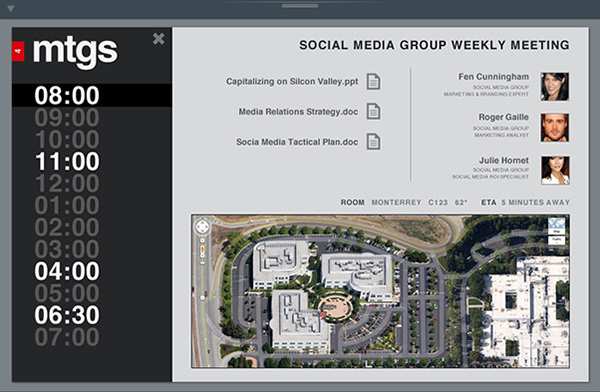 4
mtgs
08:00
09:00
10:00
11:00
12:00
01:00
02:00
03:00
04:00
05:00
06:30
07:00
SOCIAL MEDIA GROUP WEEKLY MEETING
Capitalizing on Silcon Valley.ppt
Media Relations Strategy.doc
Socia Media Tactical Plan.doc
Fen Cunningham
SOCIAL MEDIA GROUP
MARKETING & BRANDING EXPERT
Roger Gaille
SOCIAL MEDIA GROUP
MARKETING ANALYST
Julie Hornet
SOCIAL MEDIA GROUP
SOCIAL MEDIA ROI SPECIALIST
ROOM MONTERREY C123 62° ETA 5 MINUTES AWAY
Map
Traffic